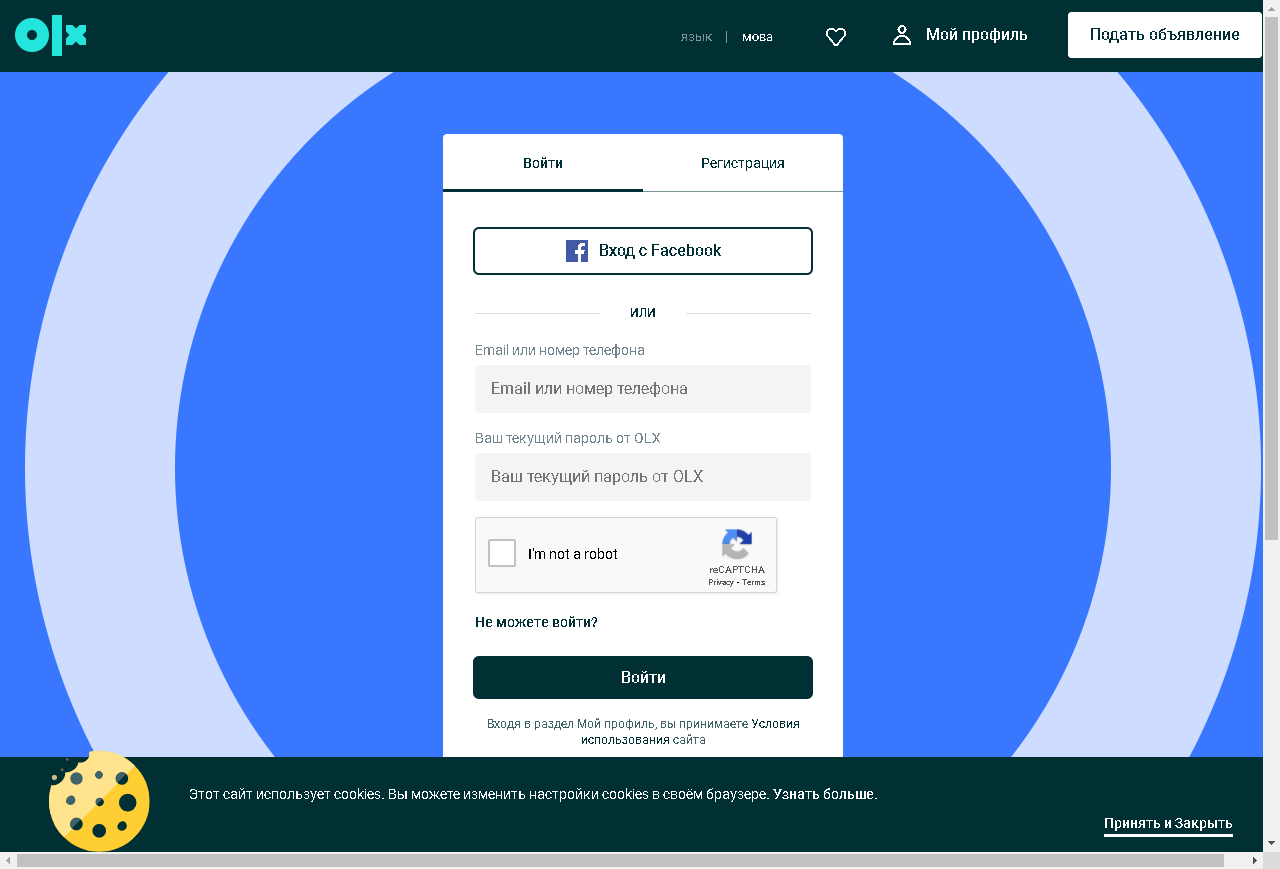 olx
язык | мова
Мой профиль
Подать объявление
Войти
Регистрация
Вход с Facebook
или
Email или номер телефона
Email или номер телефона
Ваш текущий пароль от OLX
Ваш текущий пароль от OLX
I'm not a robot
reCAPTCHA
Privacy - Terms
Не можете войти?
Войти
Входя в раздел Мой профиль, вы принимаете Условия
использования сайта
Этот сайт использует cookies. Вы можете изменить настройки cookies в своём браузере. Узнать больше.
Принять и Закрыть